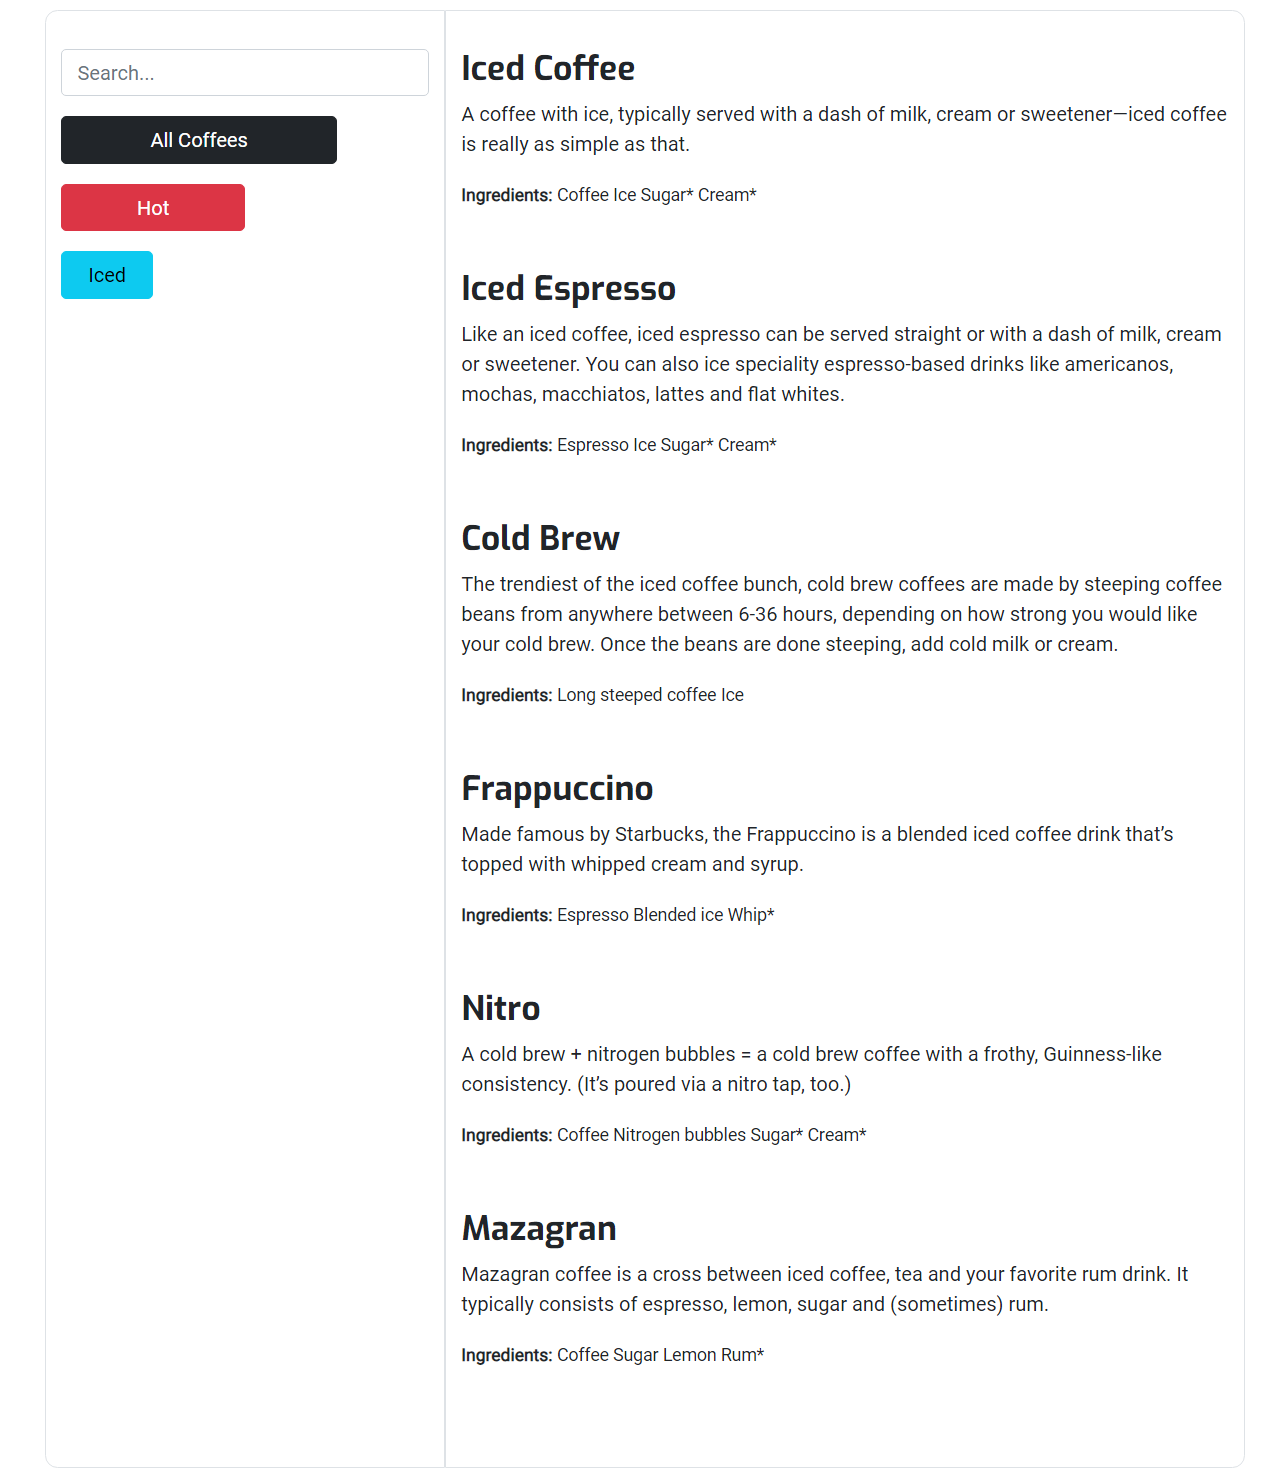 Search...
All Coffees
Hot
Iced
Iced Coffee
A coffee with ice, typically served with a dash of milk, cream or sweetener—iced coffee
is really as simple as that.
Ingredients: Coffee Ice Sugar* Cream*
Iced Espresso
Like an iced coffee, iced espresso can be served straight or with a dash of milk, cream
or sweetener. You can also ice speciality espresso-based drinks like americanos,
mochas, macchiatos, lattes and flat whites.
Ingredients: Espresso Ice Sugar* Cream*
Cold Brew
The trendiest of the iced coffee bunch, cold brew coffees are made by steeping coffee
beans from anywhere between 6-36 hours, depending on how strong you would like
your cold brew. Once the beans are done steeping, add cold milk or cream.
Ingredients: Long steeped coffee Ice
Frappuccino
Made famous by Starbucks, the Frappuccino is a blended iced coffee drink that’s
topped with whipped cream and syrup.
Ingredients: Espresso Blended ice Whip*
Nitro
A cold brew + nitrogen bubbles = a cold brew coffee with a frothy, Guinness-like
consistency. (It’s poured via a nitro tap, too.)
Ingredients: Coffee Nitrogen bubbles Sugar* Cream*
Mazagran
Mazagran coffee is a cross between iced coffee, tea and your favorite rum drink. It
typically consists of espresso, lemon, sugar and (sometimes) rum.
Ingredients: Coffee Sugar Lemon Rum*